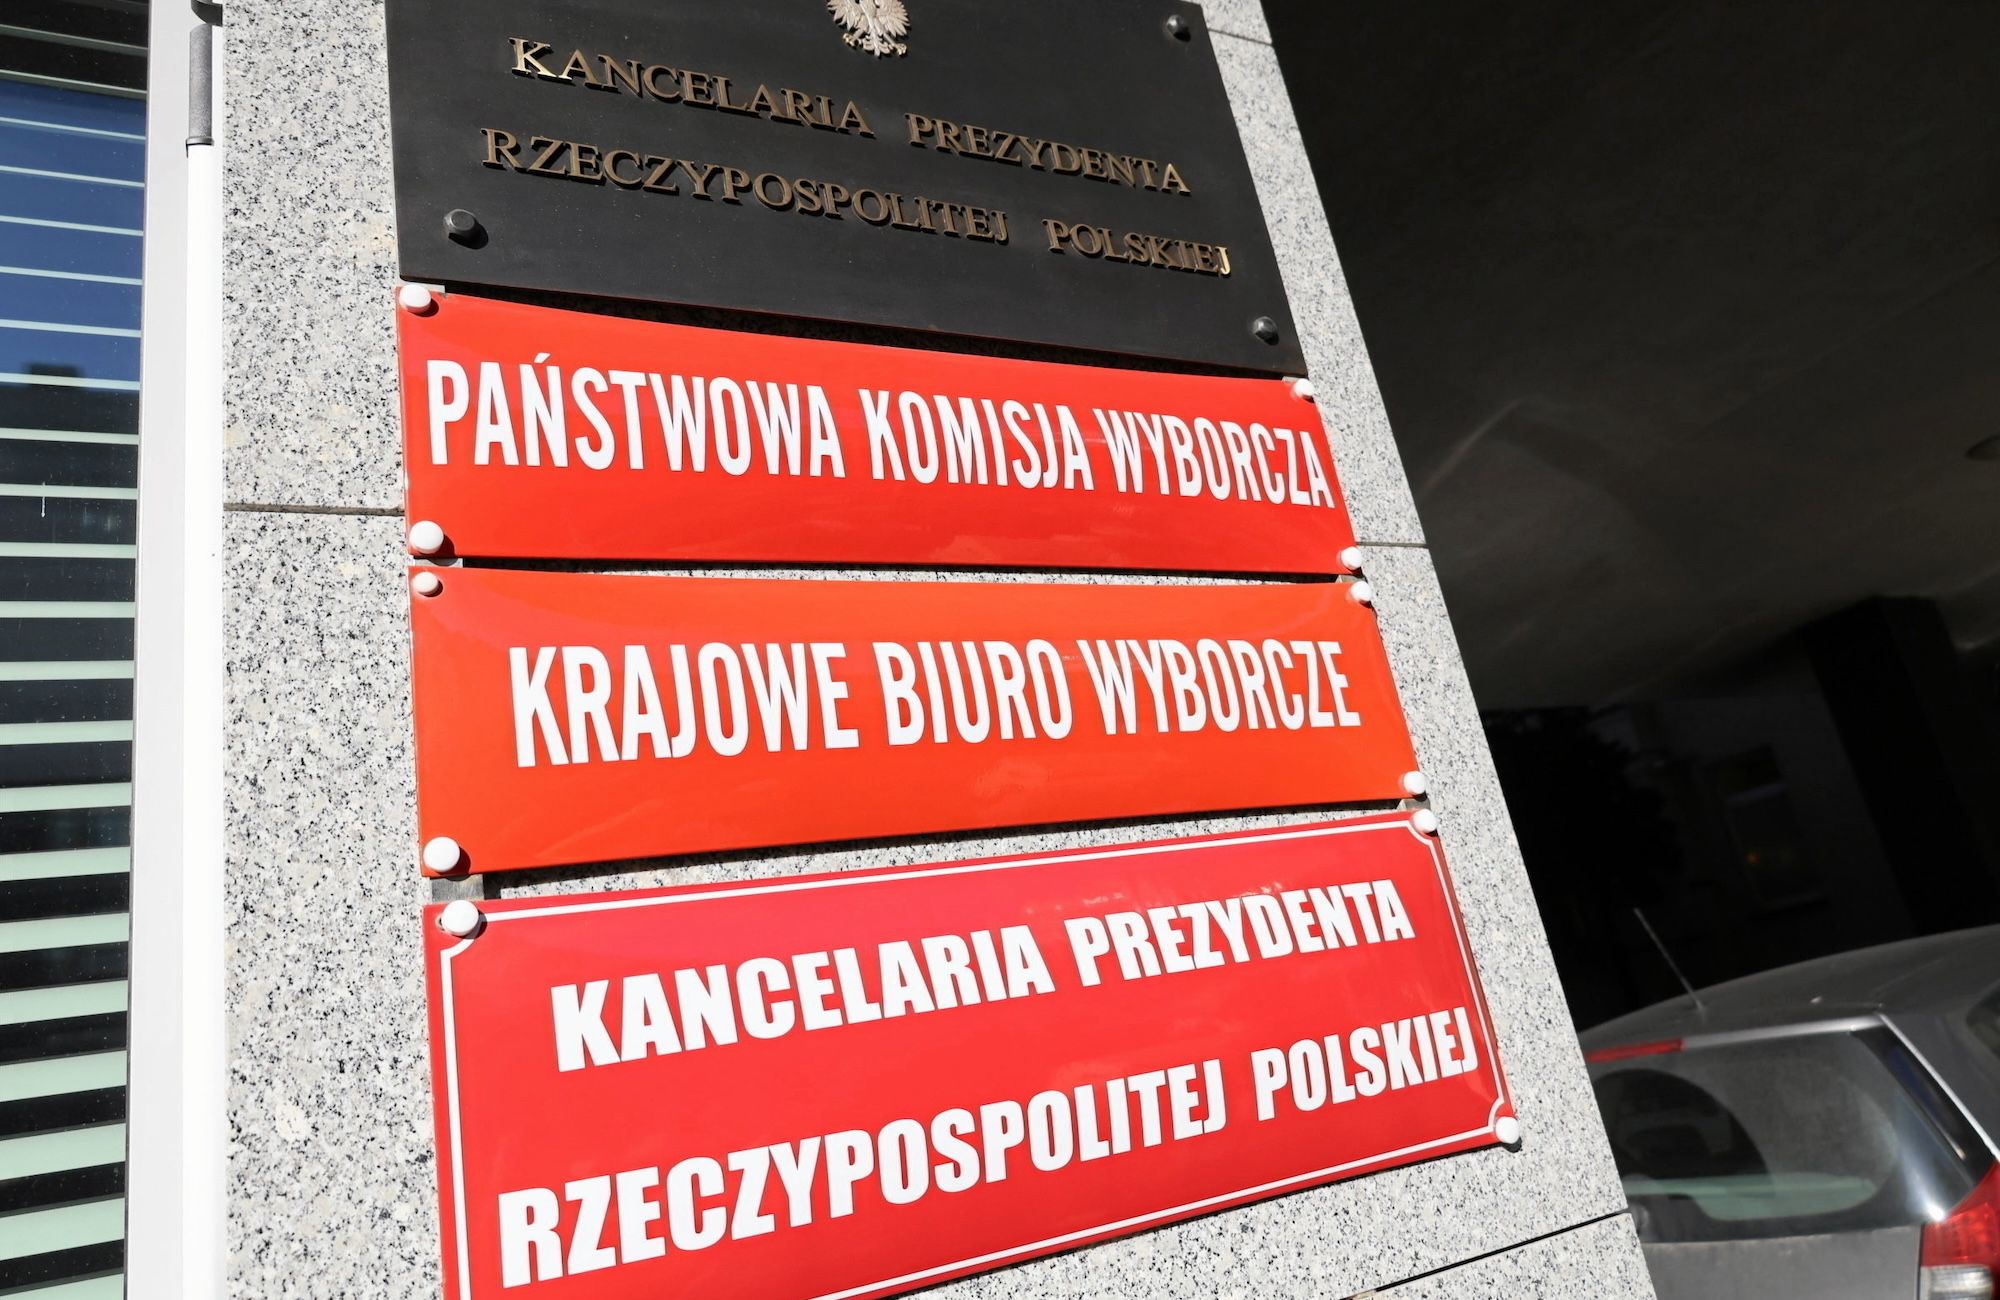 KANCELARIA PREZYDENTA
RZECZYPOSPOLITEJ POLSKIEJ
PAŃSTWOWA KOMISJA WYBORCZA
KRAJOWE BIURO WYBORCZE
KANCELARIA PREZYDENTA
RZECZYPOSPOLITEJ POLSKIEJ